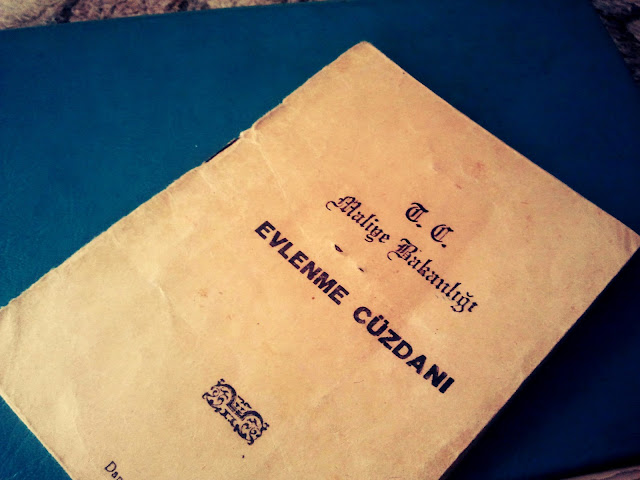 T. C.
Maliye Bakanlığı
EVLENME CÜZDANI